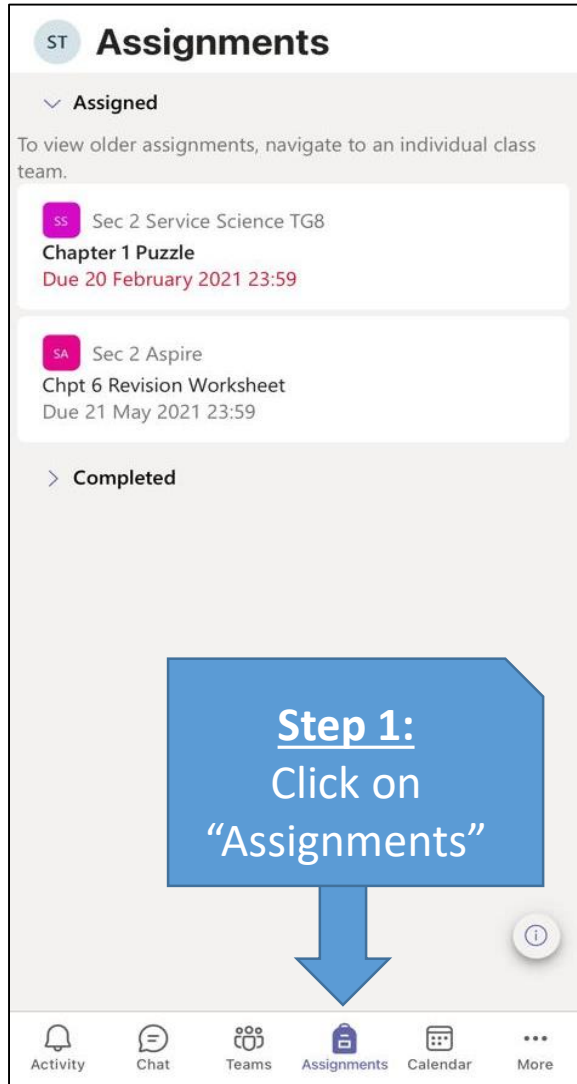 ST Assignments
Assigned
To view older assignments, navigate to an individual class
team.
SS Sec 2 Service Science TG8
Chapter 1 Puzzle
Due 20 February 2021 23:59
SA Sec 2 Aspire
Chpt 6 Revision Worksheet
Due 21 May 2021 23:59
Completed
Step 1:
Click on
“Assignments”
Activity Chat Teams Assignments Calendar More